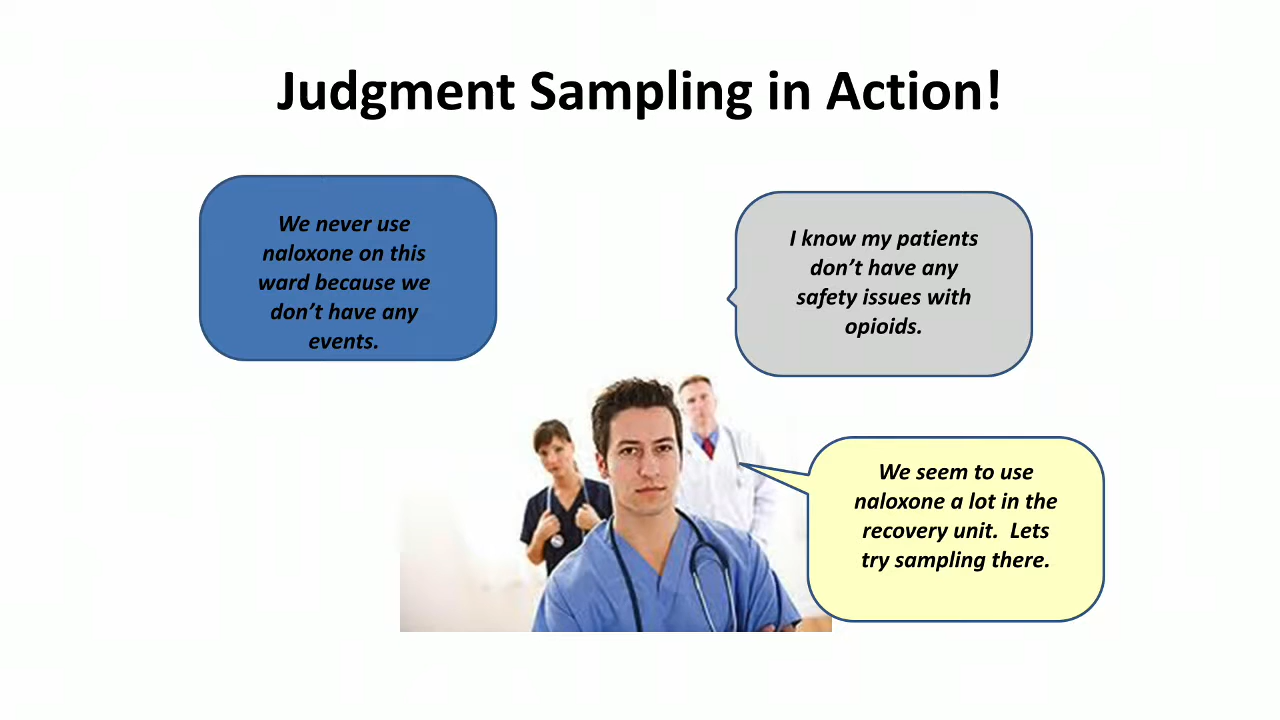 Judgment Sampling in Action!
We never use
naloxone on this
ward because we
don’t have any
events.
I know my patients
don’t have any
safety issues with
opioids.
We seem to use
naloxone a lot in the
recovery unit.  Lets
try sampling there.